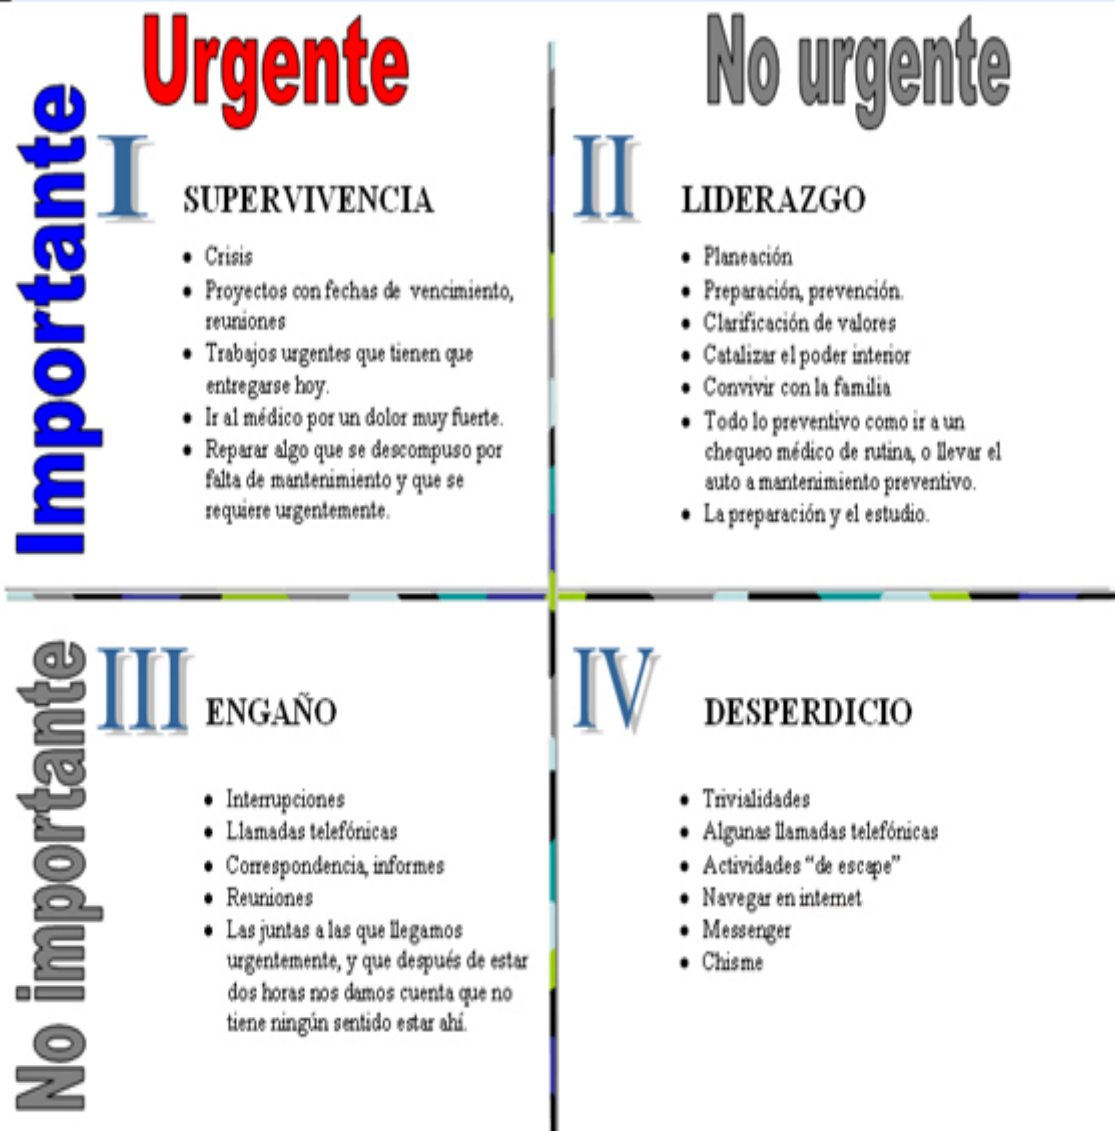 Urgente
No urgente
Importante
I
SUPERVIVENCIA
• Crisis
• Proyectos con fechas de vencimiento,
reuniones
• Trabajos urgentes que tienen que
entregarse hoy.
• Ir al médico por un dolor muy fuerte.
• Reparar algo que se descompuso por
falta de mantenimiento y que se
requiere urgentemente.
II
LIDERAZGO
• Planeación
• Preparación, prevención.
• Clarificación de valores
• Catalizar el poder interior
• Convivir con la familia
• Todo lo preventivo como ir a un
chequeo médico de rutina, o llevar el
auto a mantenimiento preventivo.
• La preparación y el estudio.
No importante
III
ENGAÑO
• Interrupciones
• Llamadas telefónicas
• Correspondencia, informes
• Reuniones
• Las juntas a las que llegamos
urgentemente, y que después de estar
dos horas nos damos cuenta que no
tiene ningún sentido estar ahí.
IV
DESPERDICIO
• Trivialidades
• Algunas llamadas telefónicas
• Actividades “de escape”
• Navegar en internet
• Messenger
• Chisme